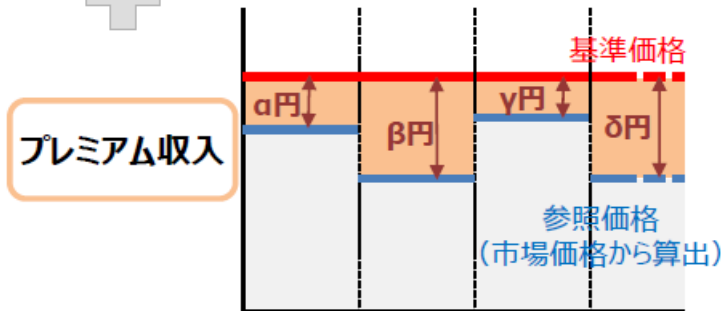 基準価格
α円
β円
γ円
δ円
プレミアム収入
参照価格
（市場価格から算出）